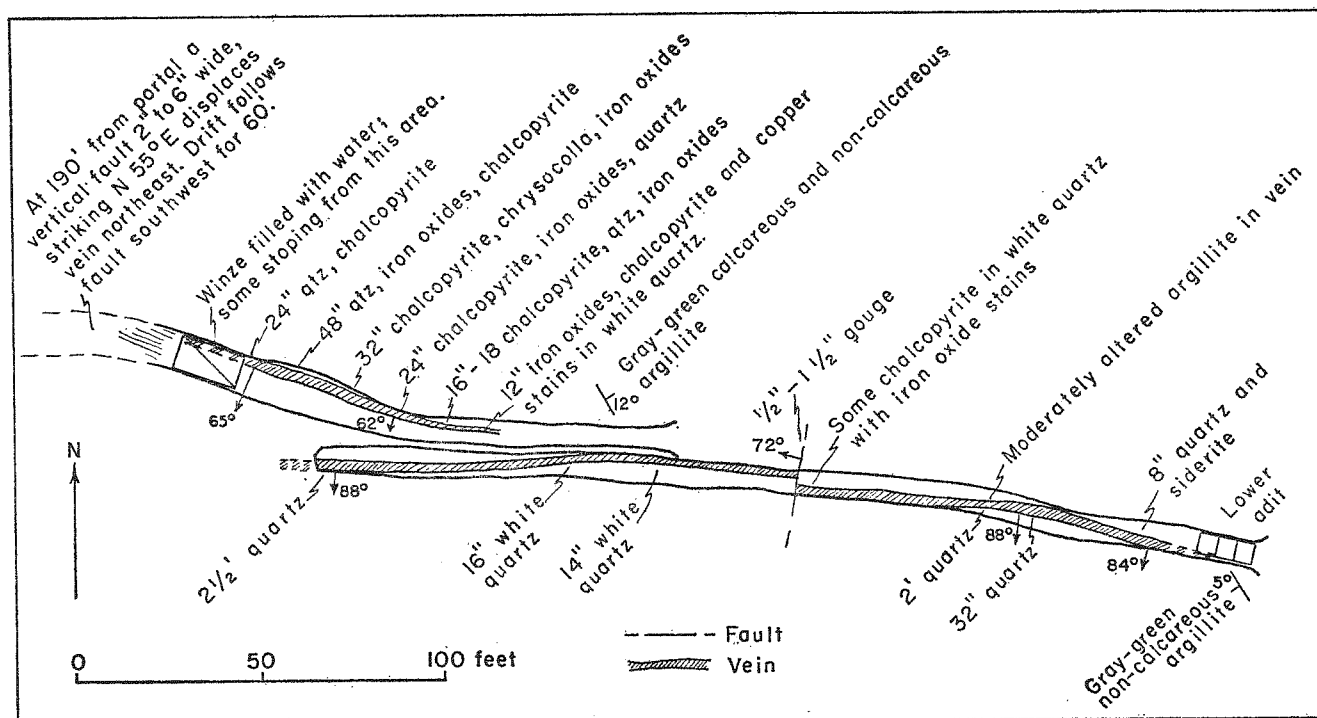 At 190' from portal a
vertical fault 2" to 6" wide,
striking N 55° E displaces
vein northeast. Drift follows
fault southwest for 60'.
Winze filled with water;
some stoping from this area.
24" qtz, chalcopyrite
48" qtz, iron oxides, chalcopyrite
32" chalcopyrite, chrysocolla, iron oxides
24" chalcopyrite, iron oxides, quartz
16"-18 chalcopyrite, qtz, iron oxides
12" iron oxides, chalcopyrite and copper
stains in white quartz.
Gray-green calcareous and non-calcareous
argillite
12°
1/2"-1 1/2" gouge
72°
Some chalcopyrite in white quartz
with iron oxide stains
Moderately altered argillite in vein
8" quartz and
siderite
Lower
adit
65°
62°
N
88°
2 1/2' quartz
16" white
quartz
14" white
quartz
2' quartz
88°
32" quartz
84°
5°
Gray-green
non-calcareous
argillite
Fault
Vein
0 50 100 feet